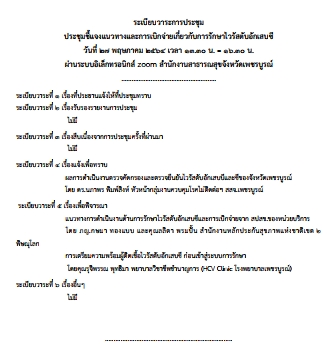 ระเบียบวาระการประชุม
ประชุมชี้แจงแนวทางและการเบิกจ่ายเกี่ยวกับการรักษาไวรัสตับอักเสบซี
วันที่ ๒๗ พฤษภาคม ๒๕๖๔ เวลา ๑๓.๓๐ น. – ๑๖.๓๐ น.
ผ่านระบบอิเล็กทรอนิกส์ zoom สำนักงานสาธารณสุขจังหวัดเพชรบูรณ์
ระเบียบวาระที่ ๑ เรื่องที่ประธานแจ้งให้ที่ประชุมทราบ
ระเบียบวาระที่ ๒ เรื่องรับรองรายงานการประชุม
ไม่มี
ระเบียบวาระที่ ๓ เรื่องสืบเนื่องจากการประชุมครั้งที่ผ่านมา
ไม่มี
ระเบียบวาระที่ ๔ เรื่องแจ้งเพื่อทราบ
ผลการดำเนินงานตรวจคัดกรองและตรวจยืนยันไวรัสตับอักเสบบีและซีของจังหวัดเพชรบูรณ์
โดย ดร.นภาพร พิมพ์สิงห์ หัวหน้ากลุ่มงานควบคุมโรคไม่ติดต่อฯ สสจ.เพชรบูรณ์
ระเบียบวาระที่ ๕ เรื่องเพื่อพิจารณา
แนวทางการดำเนินงานด้านการรักษาไวรัสตับอักเสบซีและการเบิกจ่ายจาก สปสช.ของหน่วยบริการ
โดย ภญ.กษมา ทองแบบ และคุณลลิดา พรมปั้น สำนักงานหลักประกันสุขภาพแห่งชาติเขต ๒
พิษณุโลก
การเตรียมความพร้อมผู้ติดเชื้อไวรัสตับอักเสบซี ก่อนเข้าสู่ระบบการรักษา
โดยคุณรุจิพรรณ พุทธิมา พยาบาลวิชาชีพชำนาญการ (HCV Clinic โรงพยาบาลเพชรบูรณ์)
ระเบียบวาระที่ ๖ เรื่องอื่นๆ
ไม่มี